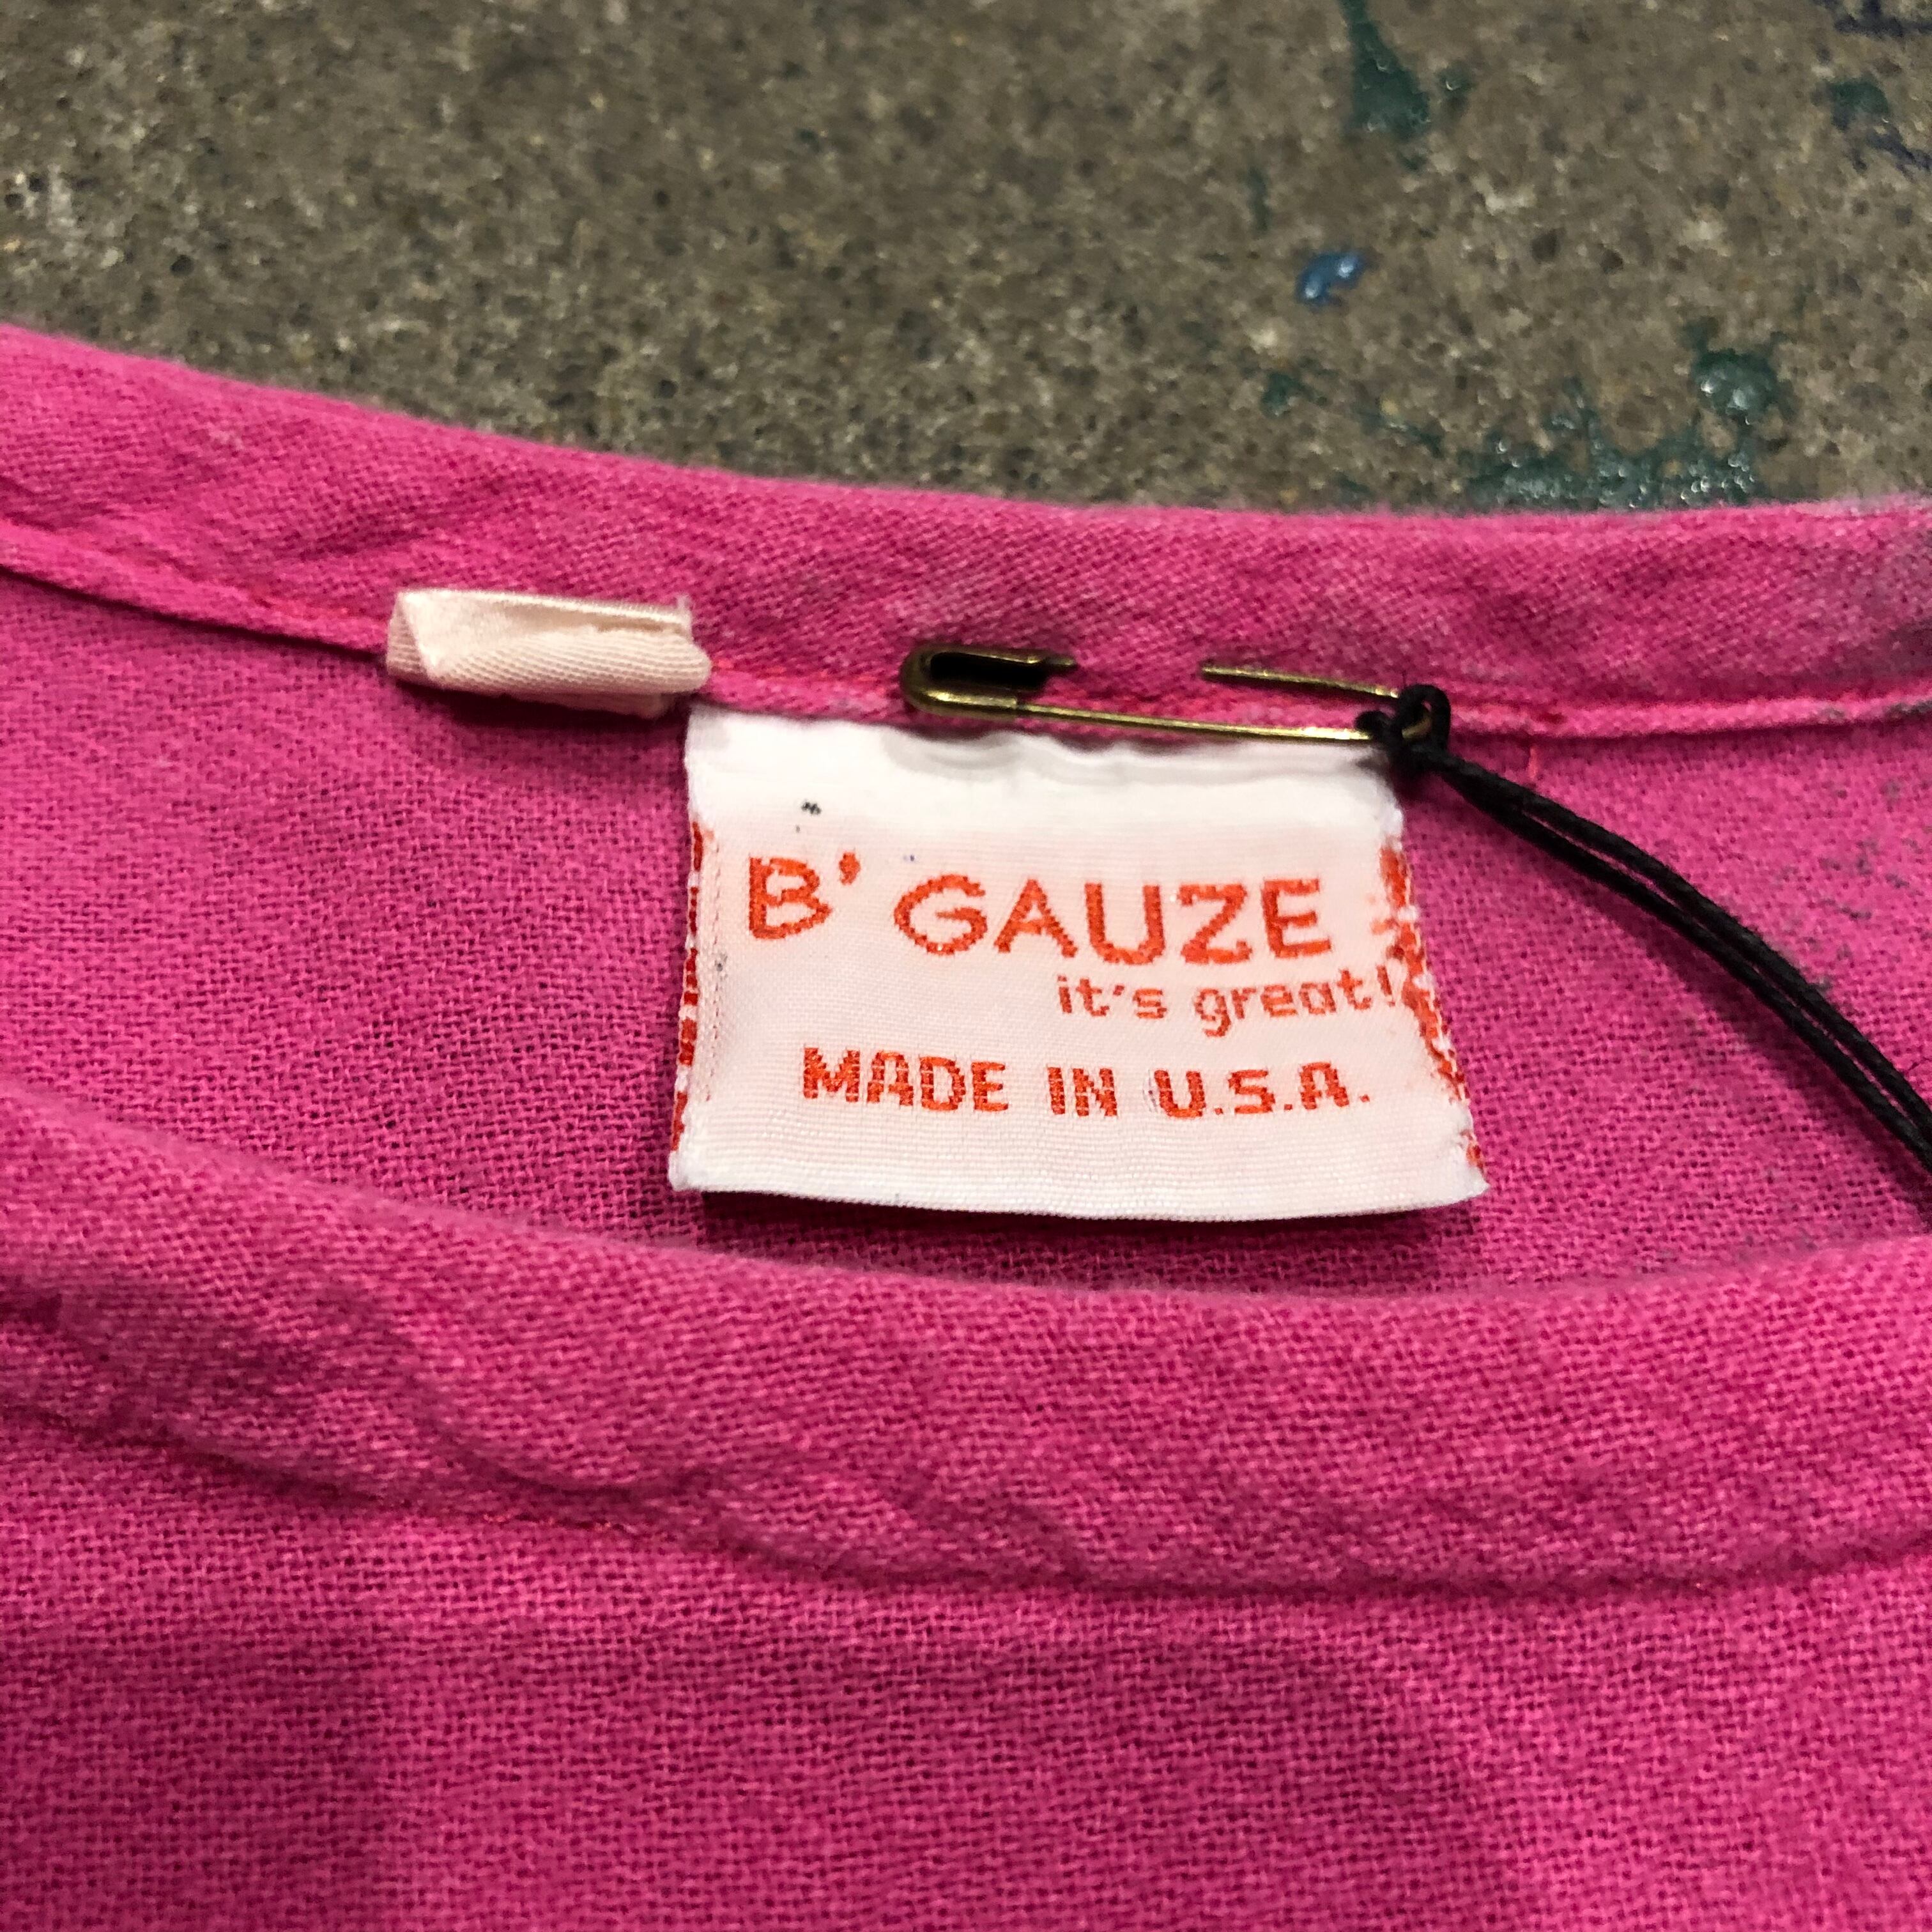 B' GAUZE
it's great!
MADE IN U.S.A.